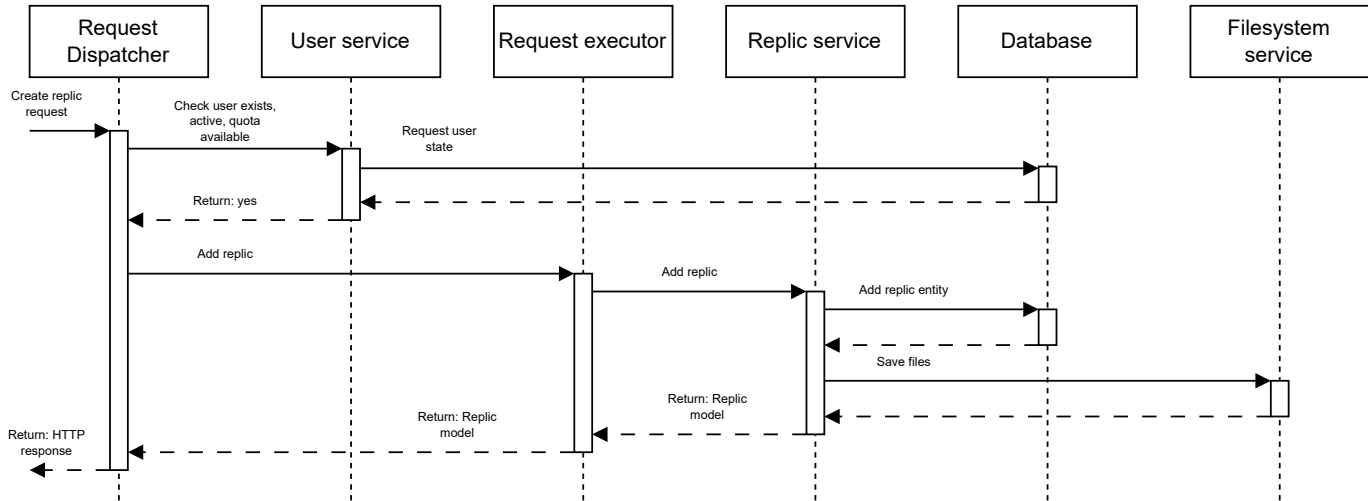 Request
Dispatcher
User service
Request executor
Replic service
Database
Filesystem
service
Create replic
request
Check user exists,
active, quota
available
Request user
state
Return: yes
Add replic
Add replic
Add replic entity
Save files
Return: Replic
model
Return: Replic
model
Return: HTTP
response